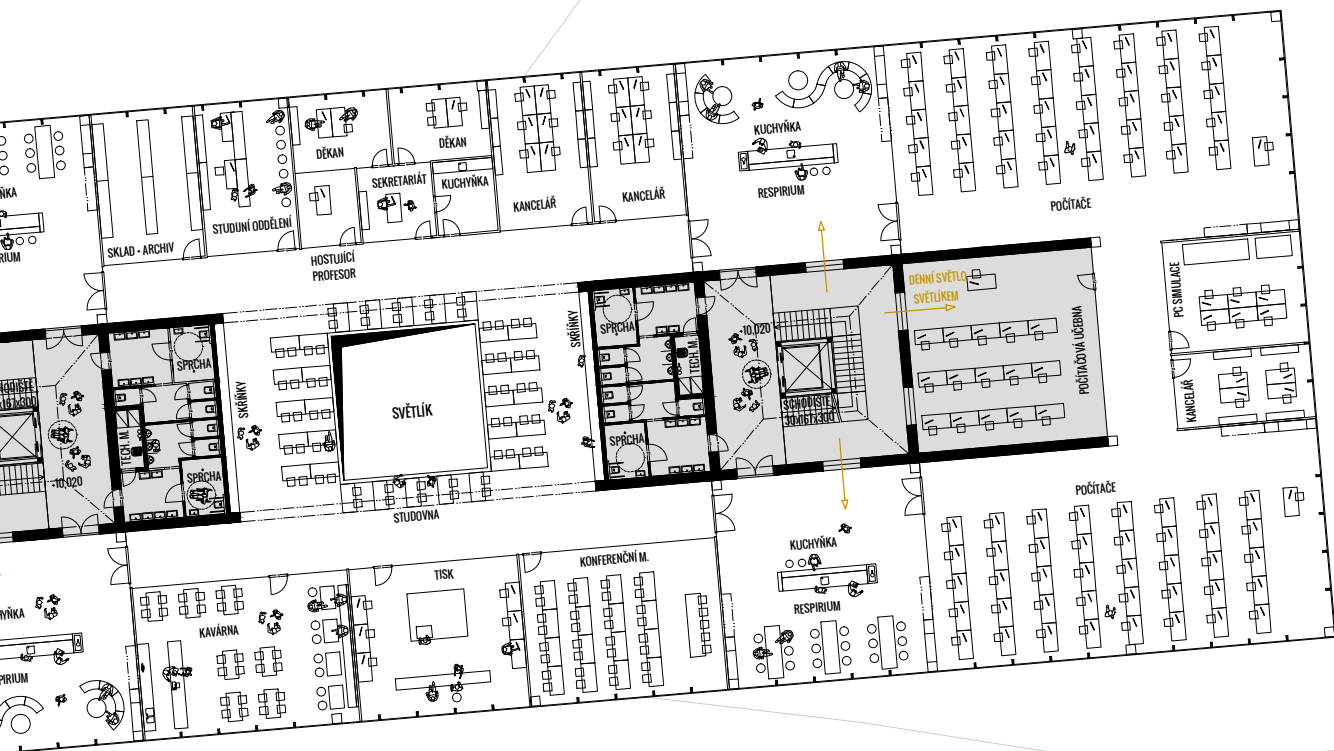 KUCHYŇKA
RESPIRIUM
POČÍTAČE
DĚKAN
DĚKAN
SEKRETARIÁT
KUCHYŇKA
KANCELÁŘ
KANCELÁŘ
STUDIJNÍ ODDĚLENÍ
SKLAD + ARCHIV
HOSTUJÍCÍ
PROFESOR
DENNÍ SVĚTLO
SVĚTLÍKEM
PC SIMULACE
POČÍTAČOVÁ UČEBNA
KANCELÁŘ
SKŘÍŇKY
SPRCHA
TECH. M.
+10,020
SCHODIŠTĚ
30x167x300
SPRCHA
SPRCHA
SKŘÍŇKY
SVĚTLÍK
TECH. M.
SPRCHA
+10,020
STUDOVNA
POČÍTAČE
KUCHYŇKA
RESPIRIUM
KONFERENČNÍ M.
TISK
KAVÁRNA